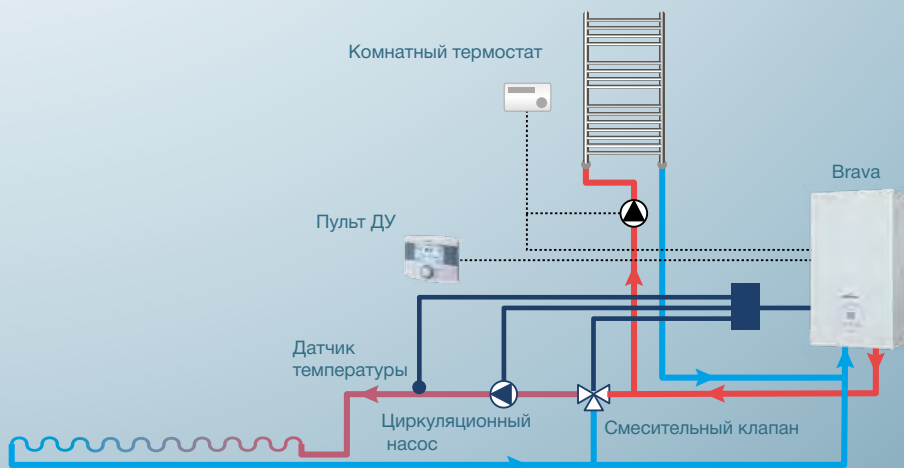 Комнатный термостат
Brava
Пульт ДУ
Датчик
температуры
Циркуляционный
насос
Смесительный клапан